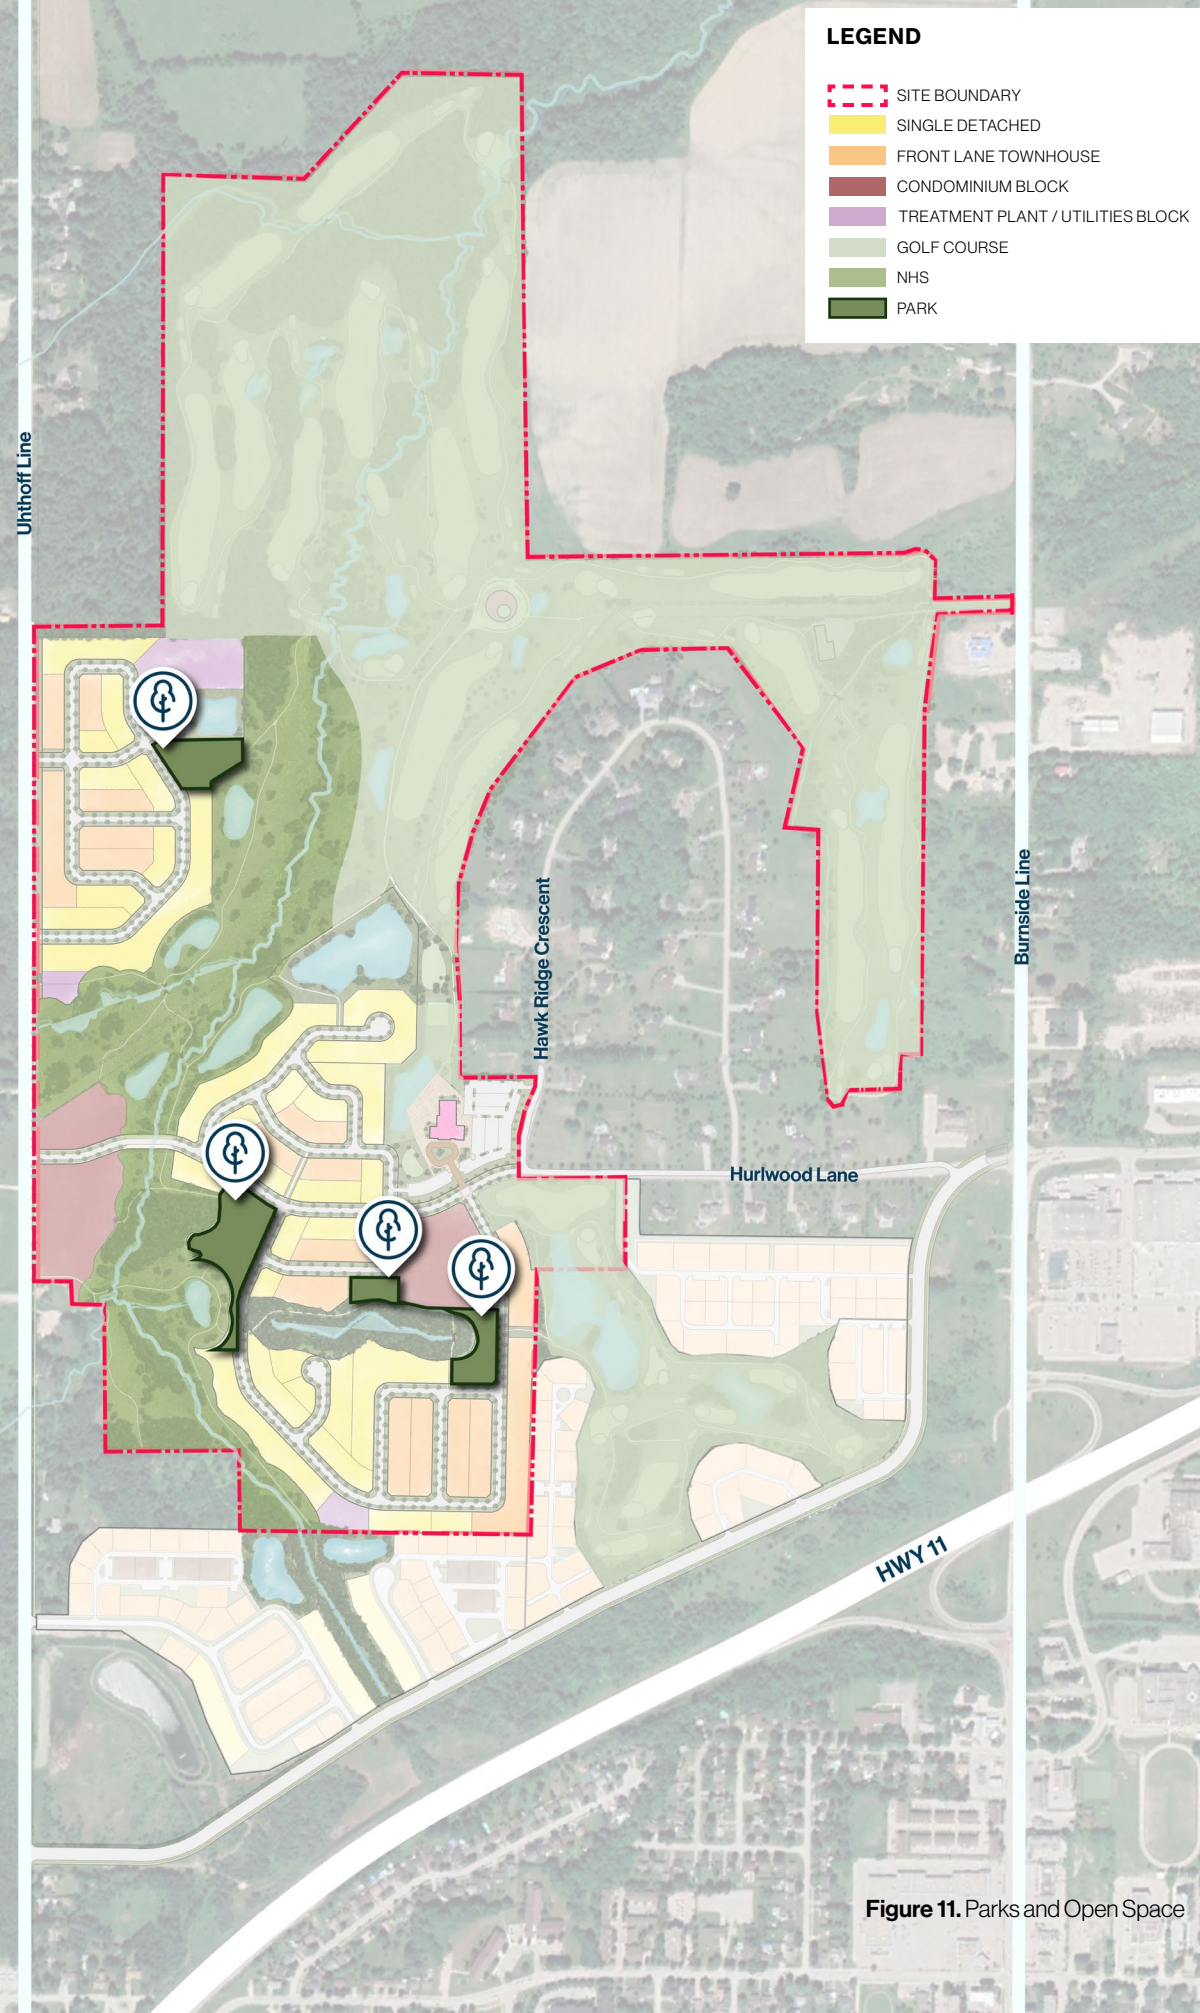 LEGEND
SITE BOUNDARY
SINGLE DETACHED
FRONT LANE TOWNHOUSE
CONDOMINIUM BLOCK
TREATMENT PLANT / UTILITIES BLOCK
GOLF COURSE
NHS
PARK
Uhthoff Line
Hawk Ridge Crescent
Burnside Line
Hurlwood Lane
HWY 11
Figure 11. Parks and Open Space